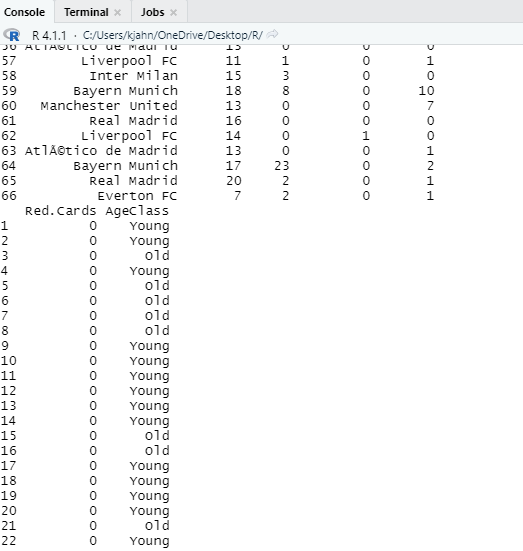 Console Terminal × Jobs ×
R R 4.1.1 · C:/Users/kjahn/OneDrive/Desktop/R/
56 AtlÃ©tico de Madrid 13 0 0 0
57 Liverpool FC 11 1 0 1
58 Inter Milan 15 3 0 0
59 Bayern Munich 18 8 0 10
60 Manchester United 13 0 0 7
61 Real Madrid 16 0 0 0
62 Liverpool FC 14 0 1 0
63 AtlÃ©tico de Madrid 13 0 0 1
64 Bayern Munich 17 23 0 2
65 Real Madrid 20 2 0 1
66 Everton FC 7 2 0 1
Red.Cards AgeClass
1 0 Young
2 0 Young
3 0 Old
4 0 Young
5 0 Old
6 0 Old
7 0 Old
8 0 Old
9 0 Young
10 0 Young
11 0 Young
12 0 Young
13 0 Young
14 0 Young
15 0 Old
16 0 Old
17 0 Young
18 0 Young
19 0 Young
20 0 Young
21 0 Old
22 0 Young